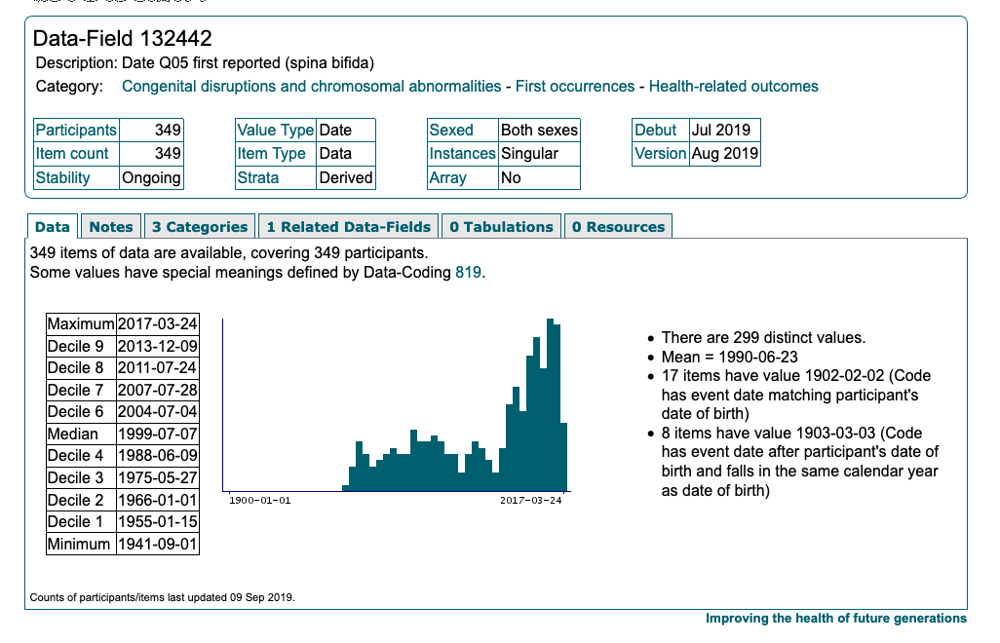 Data-Field 132442
Description: Date Q05 first reported (spina bifida)
Category: Congenital disruptions and chromosomal abnormalities - First occurrences - Health-related outcomes
Participants 349
Item count 349
Stability Ongoing
Value Type Date
Item Type Data
Strata Derived
Sexed Both sexes
Instances Singular
Array No
Debut Jul 2019
Version Aug 2019
Data Notes 3 Categories 1 Related Data-Fields 0 Tabulations 0 Resources
349 items of data are available, covering 349 participants.
Some values have special meanings defined by Data-Coding 819.
Maximum 2017-03-24
Decile 9 2013-12-09
Decile 8 2011-07-24
Decile 7 2007-07-28
Decile 6 2004-07-04
Median 1999-07-07
Decile 4 1988-06-09
Decile 3 1975-05-27
Decile 2 1966-01-01
Decile 1 1955-01-15
Minimum 1941-09-01
1900-01-01 2017-03-24
• There are 299 distinct values.
• Mean = 1990-06-23
• 17 items have value 1902-02-02 (Code
has event date matching participant's
date of birth)
• 8 items have value 1903-03-03 (Code
has event date after participant's date of
birth and falls in the same calendar year
as date of birth)
Counts of participants/items last updated 09 Sep 2019.
Improving the health of future generations